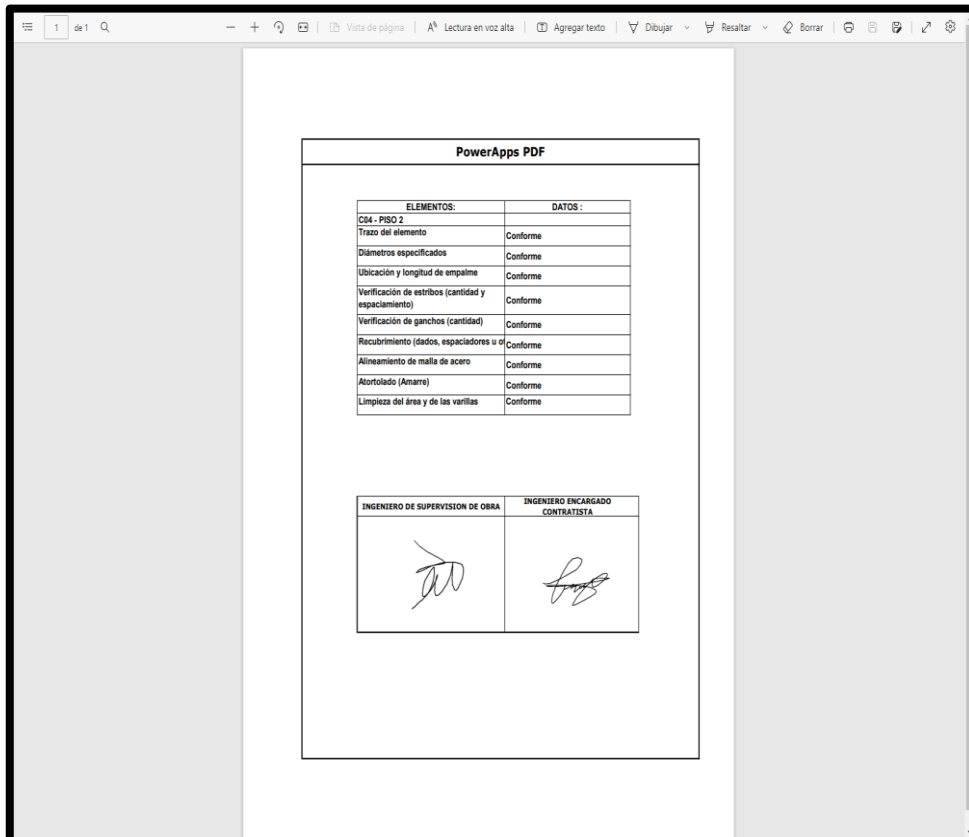 1 de 1
Vista de página
Lectura en voz alta
Agregar texto
Dibujar
Resaltar
Borrar
PowerApps PDF
ELEMENTOS: DATOS :
C04 - PISO 2
Trazo del elemento Conforme
Diámetros especificados Conforme
Ubicación y longitud de empalme Conforme
Verificación de estribos (cantidad y
espaciamiento) Conforme
Verificación de ganchos (cantidad) Conforme
Recubrimiento (dados, espaciadores u Conforme
Alineamiento de malla de acero Conforme
Atortolado (Amarre) Conforme
Limpieza del área y de las varillas Conforme
INGENIERO DE SUPERVISION DE OBRA
INGENIERO ENCARGADO
CONTRATISTA